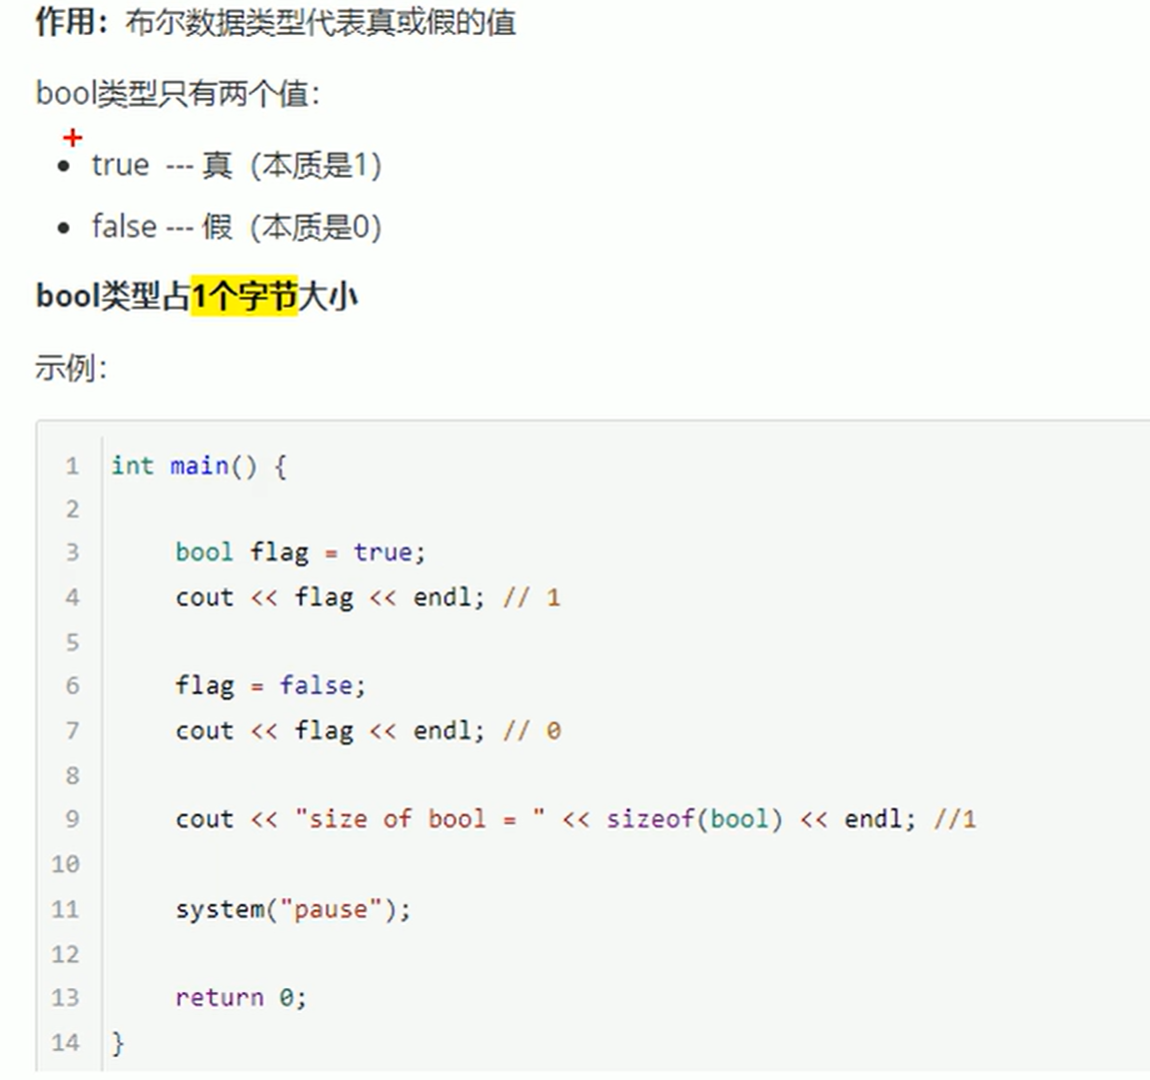 作用：布尔数据类型代表真或假的值
bool类型只有两个值：
• true --- 真（本质是1）
• false --- 假（本质是0）
bool类型占1个字节大小
示例：
1 int main() {
2
3 bool flag = true;
4 cout << flag << endl; // 1
5
6 flag = false;
7 cout << flag << endl; // 0
8
9 cout << "size of bool = " << sizeof(bool) << endl; //1
10
11 system("pause");
12
13 return 0;
14 }